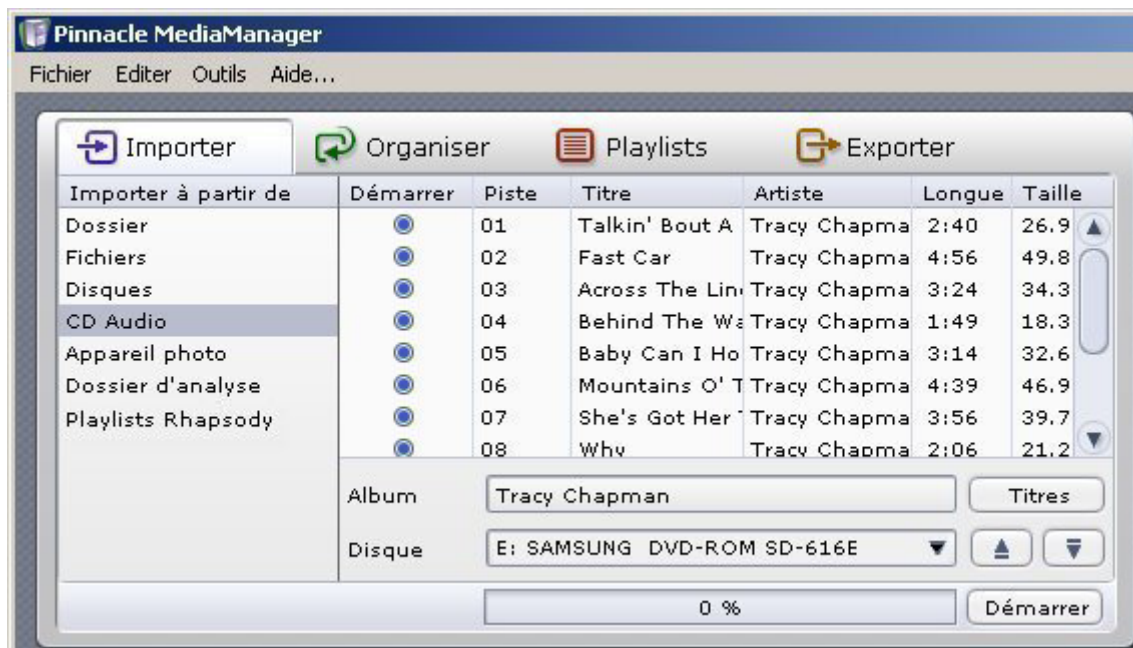 Pinnacle MediaManager
Fichier Editer Outils Aide...
Importer Organiser Playlists Exporter
Importer à partir de Démarrer Piste Titre Artiste Longue Taille
Dossier 01 Talkin' Bout A Tracy Chapma 2:40 26.9
Fichiers 02 Fast Car Tracy Chapma 4:56 49.8
Disques 03 Across The Lin Tracy Chapma 3:24 34.3
CD Audio 04 Behind The Wa Tracy Chapma 1:49 18.3
Appareil photo 05 Baby Can I Ho Tracy Chapma 3:14 32.6
Dossier d'analyse 06 Mountains O' T Tracy Chapma 4:39 46.9
Playlists Rhapsody 07 She's Got Her T Tracy Chapma 3:56 39.7
08 Why Tracy Chapma 2:06 21.2
Album Tracy Chapman Titres
Disque E: SAMSUNG DVD-ROM SD-616E
0 % Démarrer